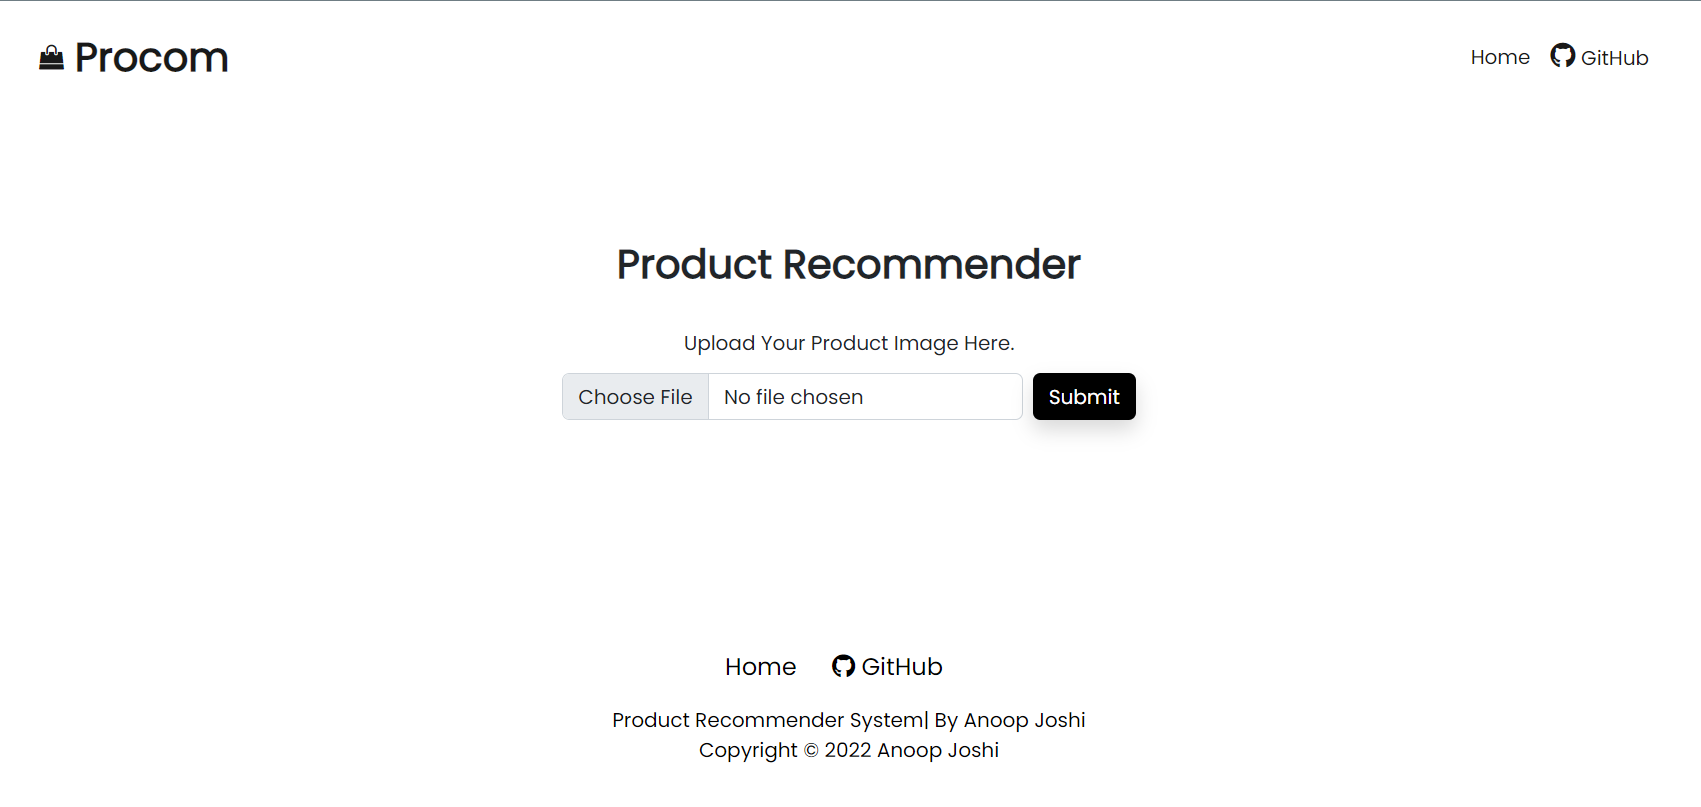 Procom
Home GitHub
Product Recommender
Upload Your Product Image Here.
Choose File No file chosen Submit
Home GitHub
Product Recommender System| By Anoop Joshi
Copyright © 2022 Anoop Joshi